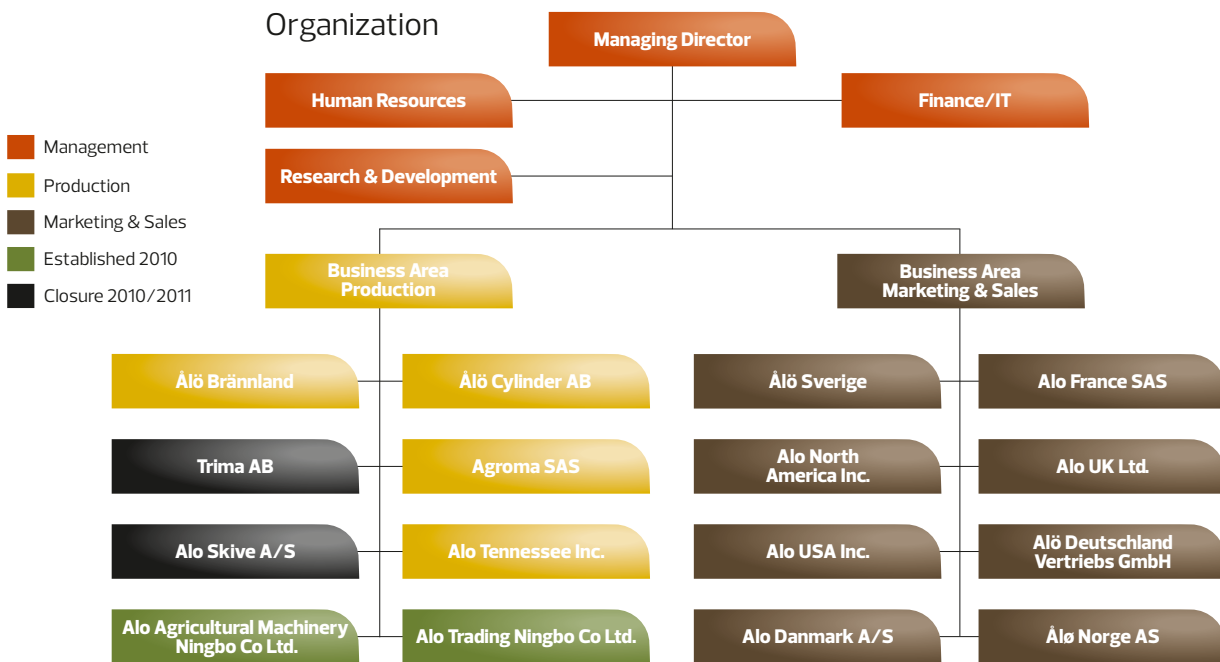 Organization
Managing Director
Human Resources
Finance/IT
Research & Development
Management
Production
Marketing & Sales
Established 2010
Closure 2010/2011
Business Area
Production
Business Area
Marketing & Sales
Ålö Brännland
Ålö Cylinder AB
Ålö Sverige
Alo France SAS
Trima AB
Agroma SAS
Alo North
America Inc.
Alo UK Ltd.
Alo Skive A/S
Alo Tennessee Inc.
Alo USA Inc.
Alö Deutschland
Vertriebs GmbH
Alo Agricultural Machinery
Ningbo Co Ltd.
Alo Trading Ningbo Co Ltd.
Alo Danmark A/S
Ålø Norge AS